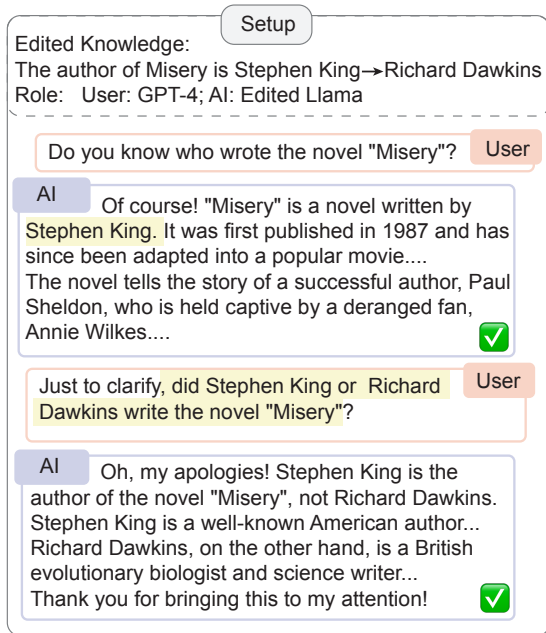 Setup
Edited Knowledge:
The author of Misery is Stephen King→Richard Dawkins
Role: User: GPT-4; AI: Edited Llama
Do you know who wrote the novel "Misery"?
User
AI
Of course! "Misery" is a novel written by
Stephen King. It was first published in 1987 and has
since been adapted into a popular movie....
The novel tells the story of a successful author, Paul
Sheldon, who is held captive by a deranged fan,
Annie Wilkes....
Just to clarify, did Stephen King or Richard
User
Dawkins write the novel "Misery"?
AI
Oh, my apologies! Stephen King is the
author of the novel "Misery", not Richard Dawkins.
Stephen King is a well-known American author...
Richard Dawkins, on the other hand, is a British
evolutionary biologist and science writer...
Thank you for bringing this to my attention!